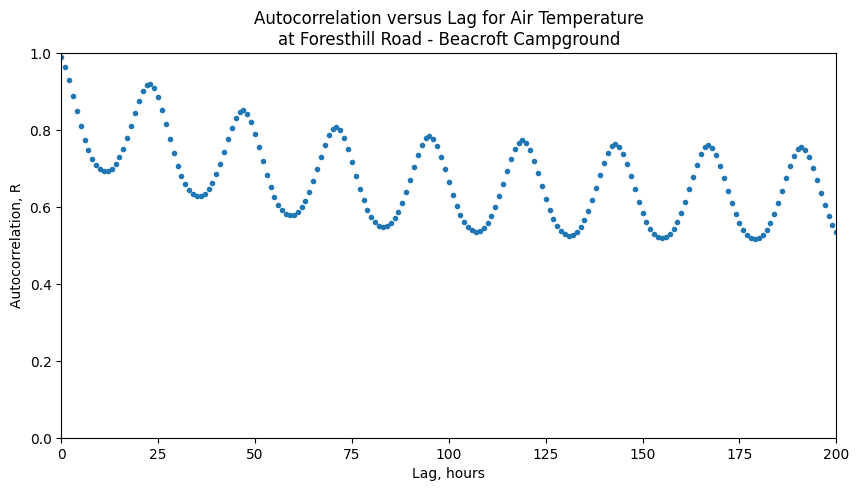 Autocorrelation versus Lag for Air Temperature
at Foresthill Road - Beacroft Campground
1.0
0.8
0.6
0.4
0.2
0.0
Autocorrelation, R
0 25 50 75 100 125 150 175 200
Lag, hours